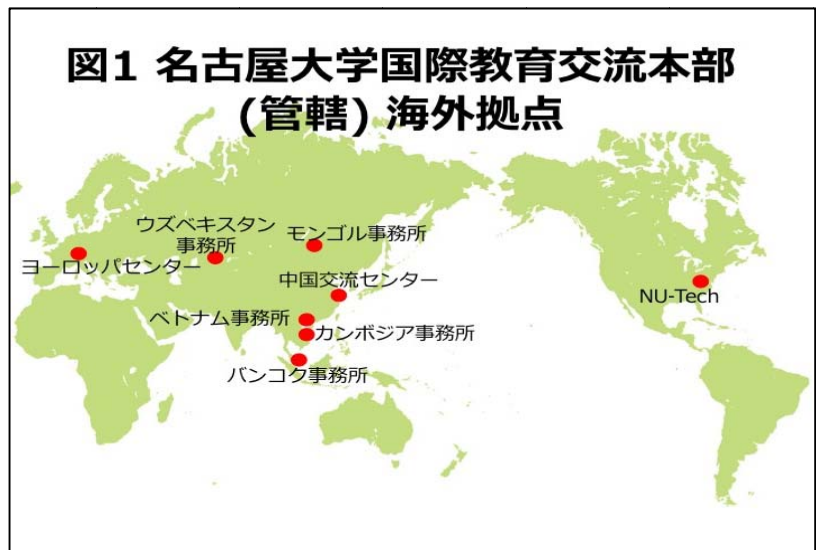 図1 名古屋大学国際教育交流本部
(管轄) 海外拠点
ウズベキスタン
事務所
モンゴル事務所
ヨーロッパセンター
中国交流センター
NU-Tech
ベトナム事務所
カンボジア事務所
バンコク事務所